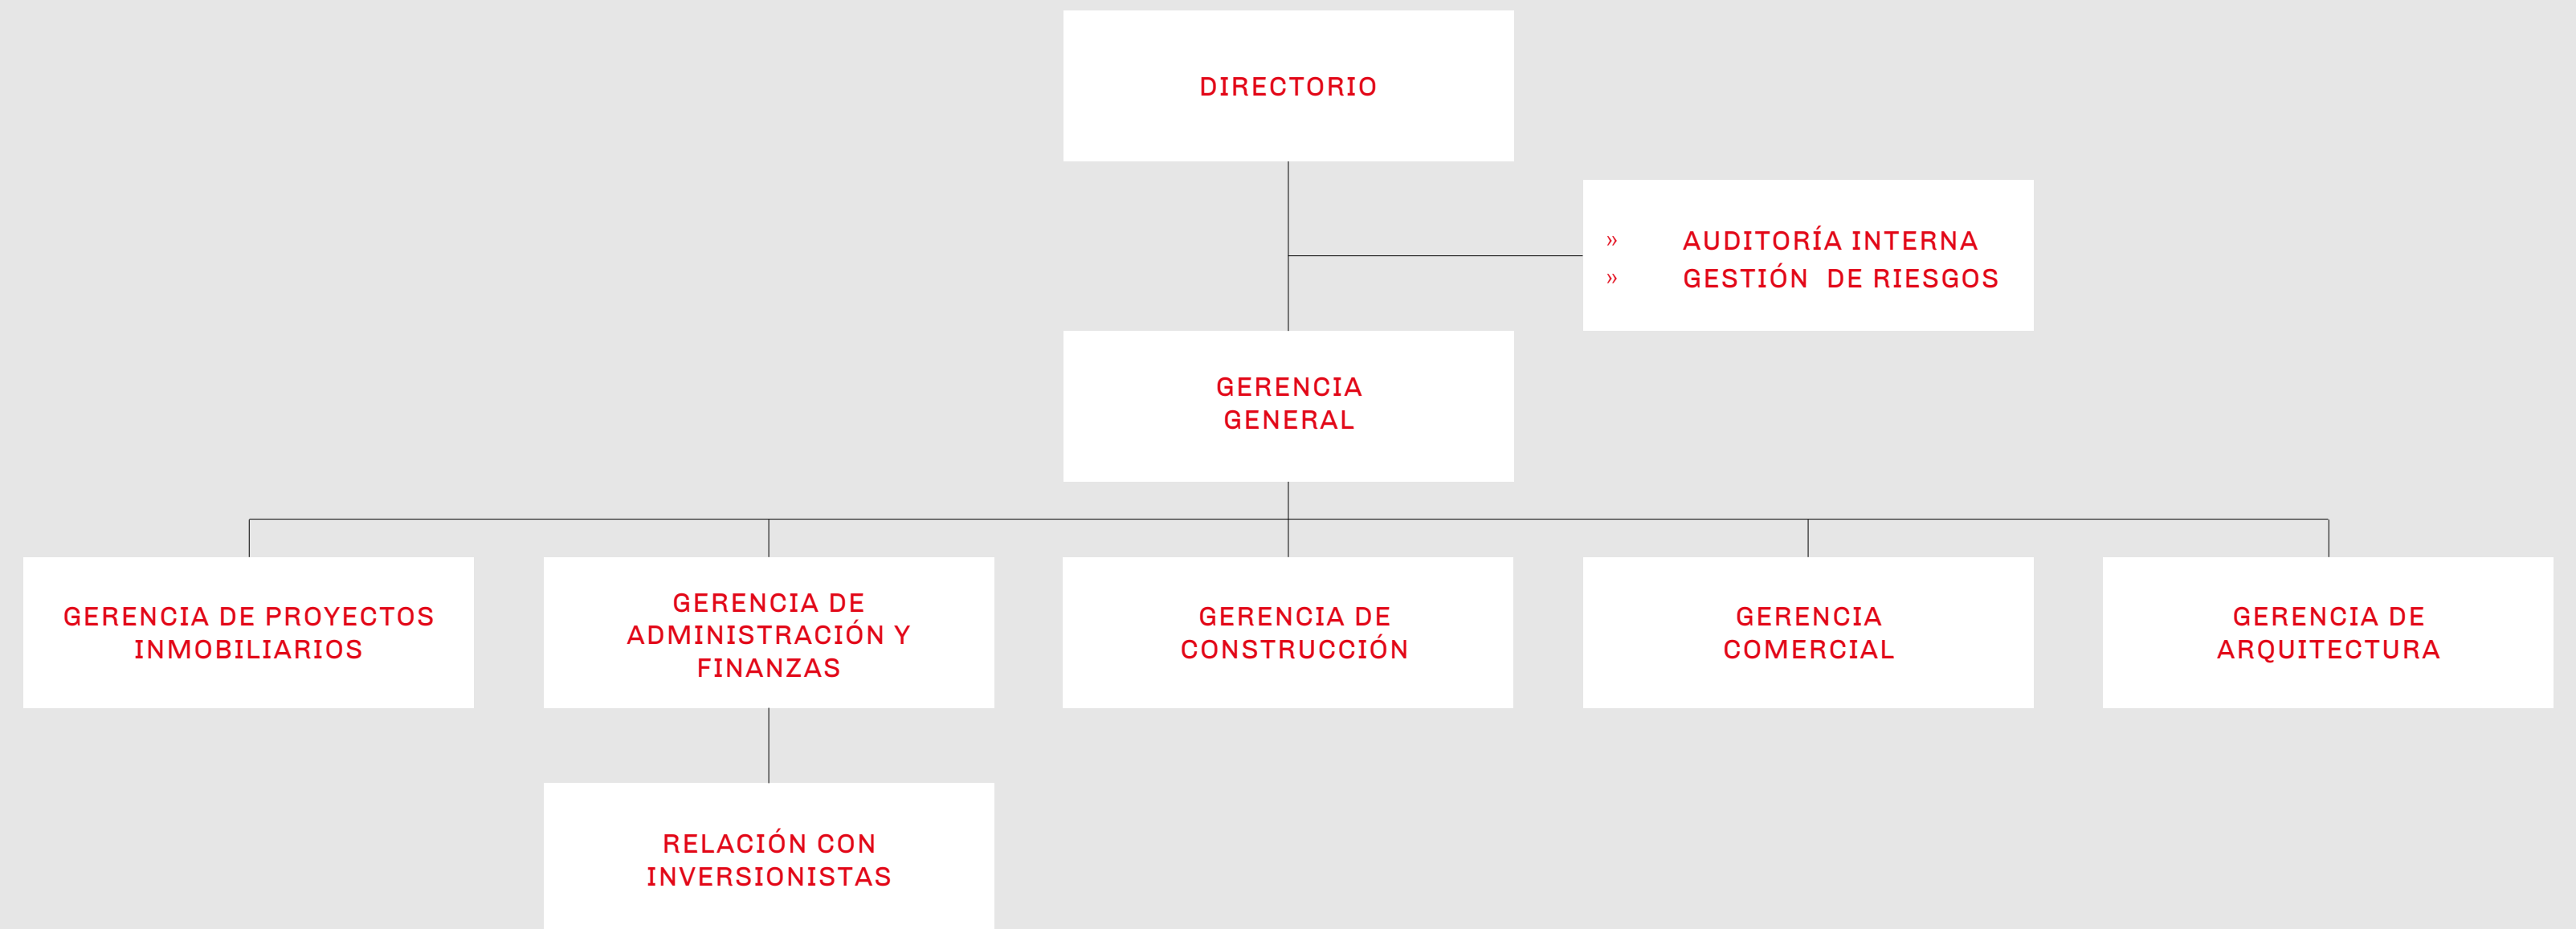 DIRECTORIO
» AUDITORÍA INTERNA
» GESTIÓN DE RIESGOS
GERENCIA
GENERAL
GERENCIA DE PROYECTOS
INMOBILIARIOS
GERENCIA DE
ADMINISTRACIÓN Y
FINANZAS
GERENCIA DE
CONSTRUCCIÓN
GERENCIA
COMERCIAL
GERENCIA DE
ARQUITECTURA
RELACIÓN CON
INVERSIONISTAS